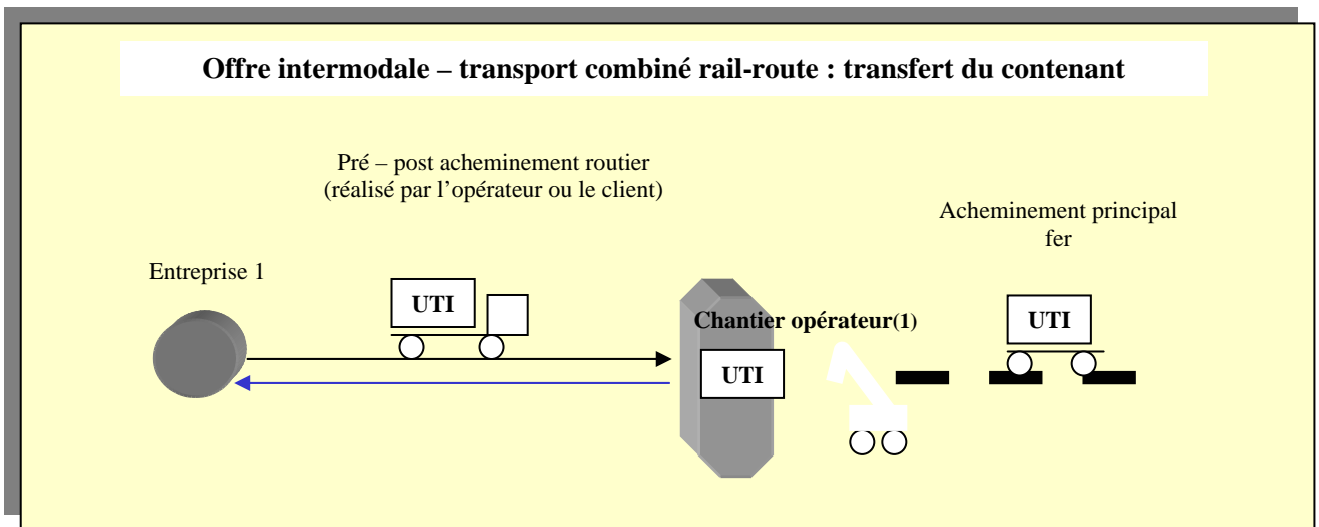 Offre intermodale – transport combiné rail-route : transfert du contenant
Pré – post acheminement routier
(réalisé par l’opérateur ou le client)
Acheminement principal
fer
Entreprise 1
UTI
Chantier opérateur(1)
UTI
UTI